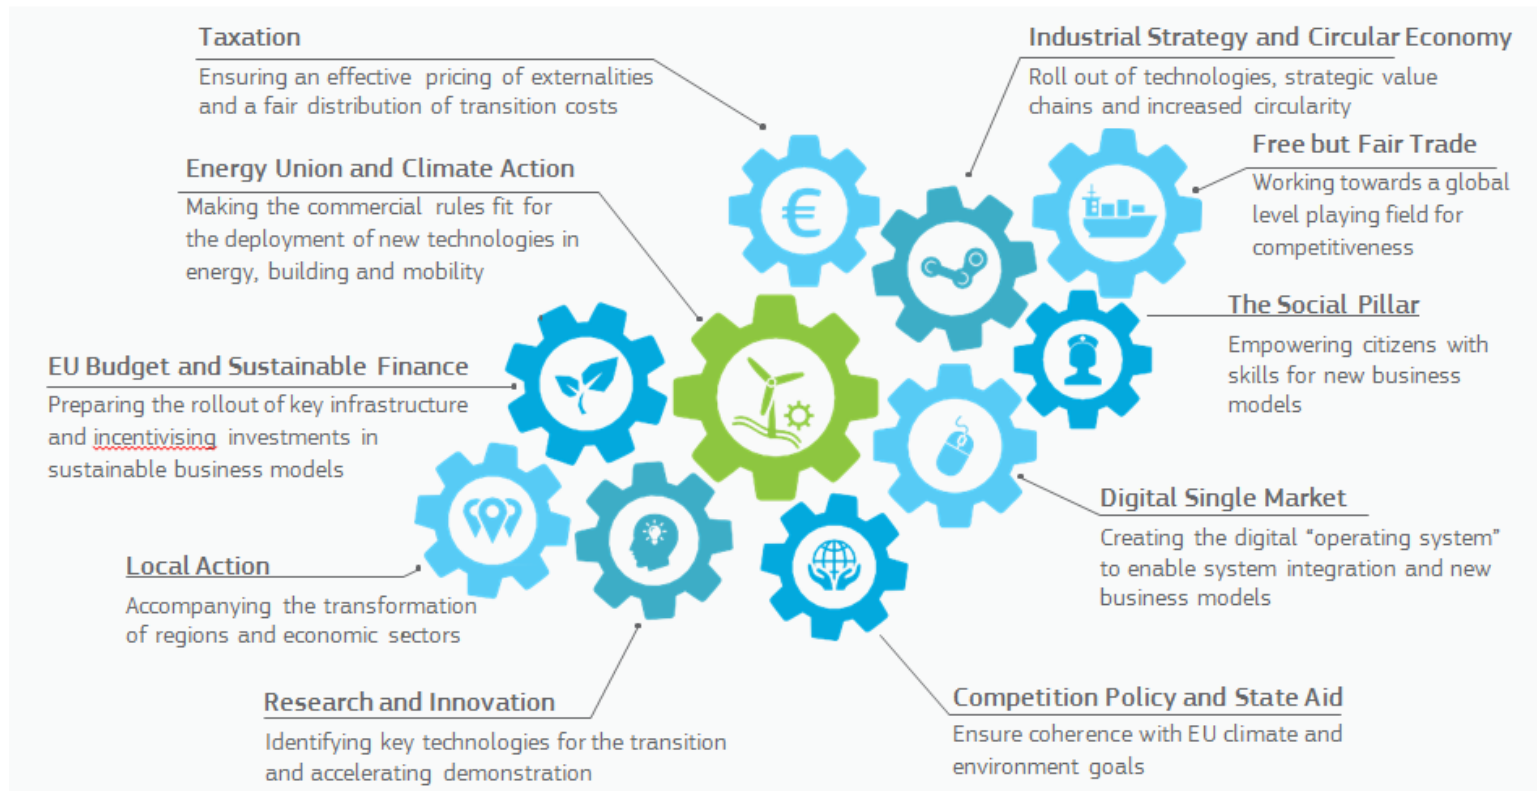 Taxation
Ensuring an effective pricing of externalities
and a fair distribution of transition costs
Industrial Strategy and Circular Economy
Roll out of technologies, strategic value
chains and increased circularity
Free but Fair Trade
Working towards a global
level playing field for
competitiveness
Energy Union and Climate Action
Making the commercial rules fit for
the deployment of new technologies in
energy, building and mobility
€
The Social Pillar
Empowering citizens with
skills for new business
models
EU Budget and Sustainable Finance
Preparing the rollout of key infrastructure
and incentivising investments in
sustainable business models
Digital Single Market
Creating the digital “operating system”
to enable system integration and new
business models
Local Action
Accompanying the transformation
of regions and economic sectors
Research and Innovation
Identifying key technologies for the transition
and accelerating demonstration
Competition Policy and State Aid
Ensure coherence with EU climate and
environment goals